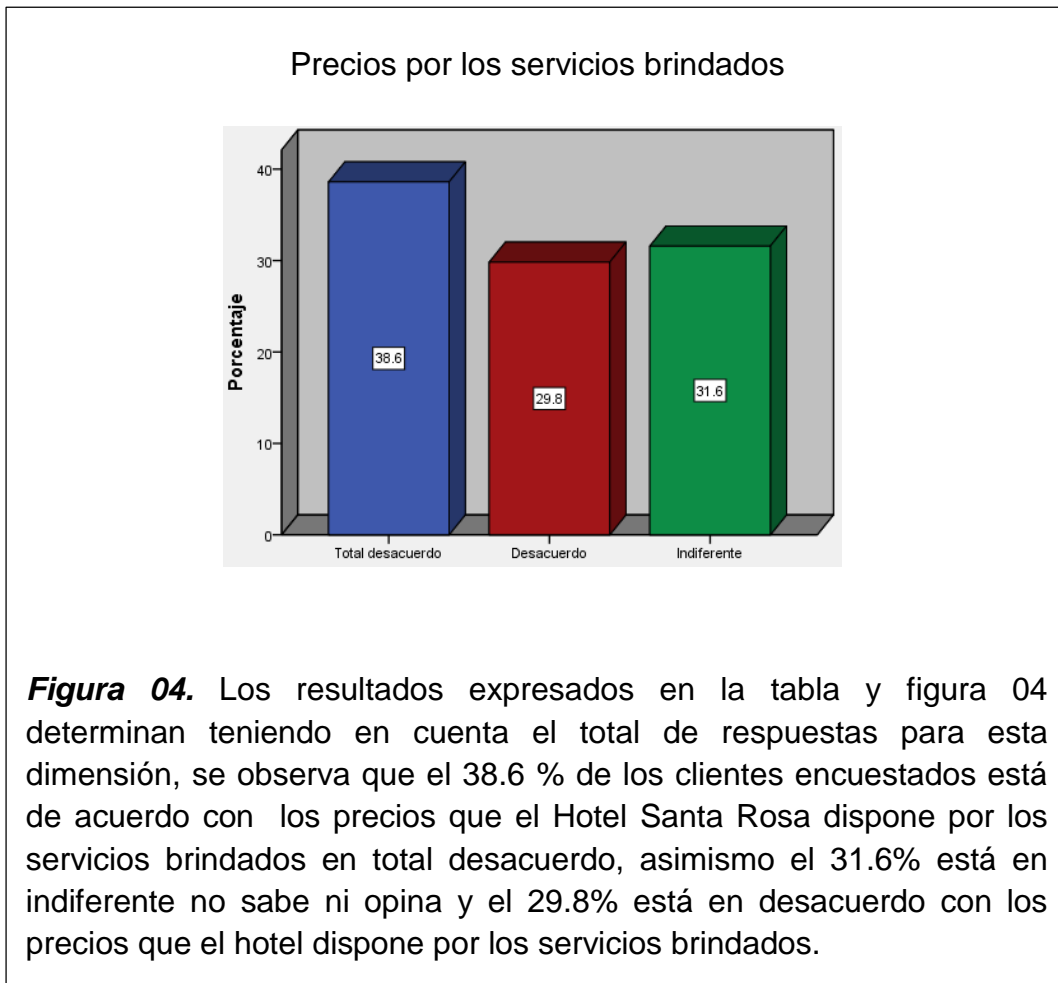 Precios por los servicios brindados
40
30
20
10
0
Porcentaje
38.6
29.8
31.6
Total desacuerdo Desacuerdo Indiferente
Figura 04. Los resultados expresados en la tabla y figura 04
determinan teniendo en cuenta el total de respuestas para esta
dimensión, se observa que el 38.6 % de los clientes encuestados está
de acuerdo con los precios que el Hotel Santa Rosa dispone por los
servicios brindados en total desacuerdo, asimismo el 31.6% está en
indiferente no sabe ni opina y el 29.8% está en desacuerdo con los
precios que el hotel dispone por los servicios brindados.